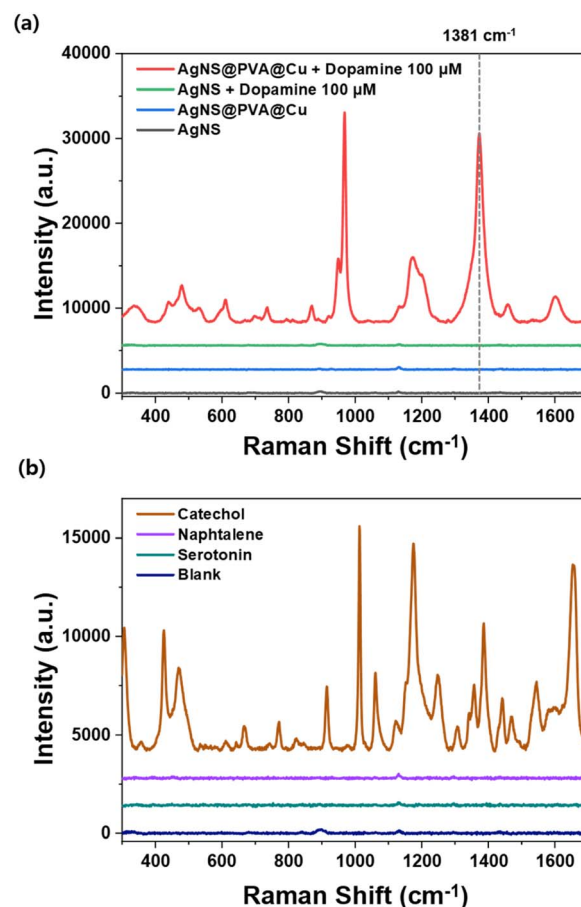 (a)
1381 cm-1
40000
AgNS@PVA@Cu + Dopamine 100 µM
AgNS + Dopamine 100 µM
AgNS@PVA@Cu
AgNS
30000
20000
10000
0
Intensity (a.u.)
400 600 800 1000 1200 1400 1600
Raman Shift (cm-1)
(b)
Catechol
Naphtalene
Serotonin
Blank
15000
10000
5000
0
Intensity (a.u.)
400 600 800 1000 1200 1400 1600
Raman Shift (cm-1)